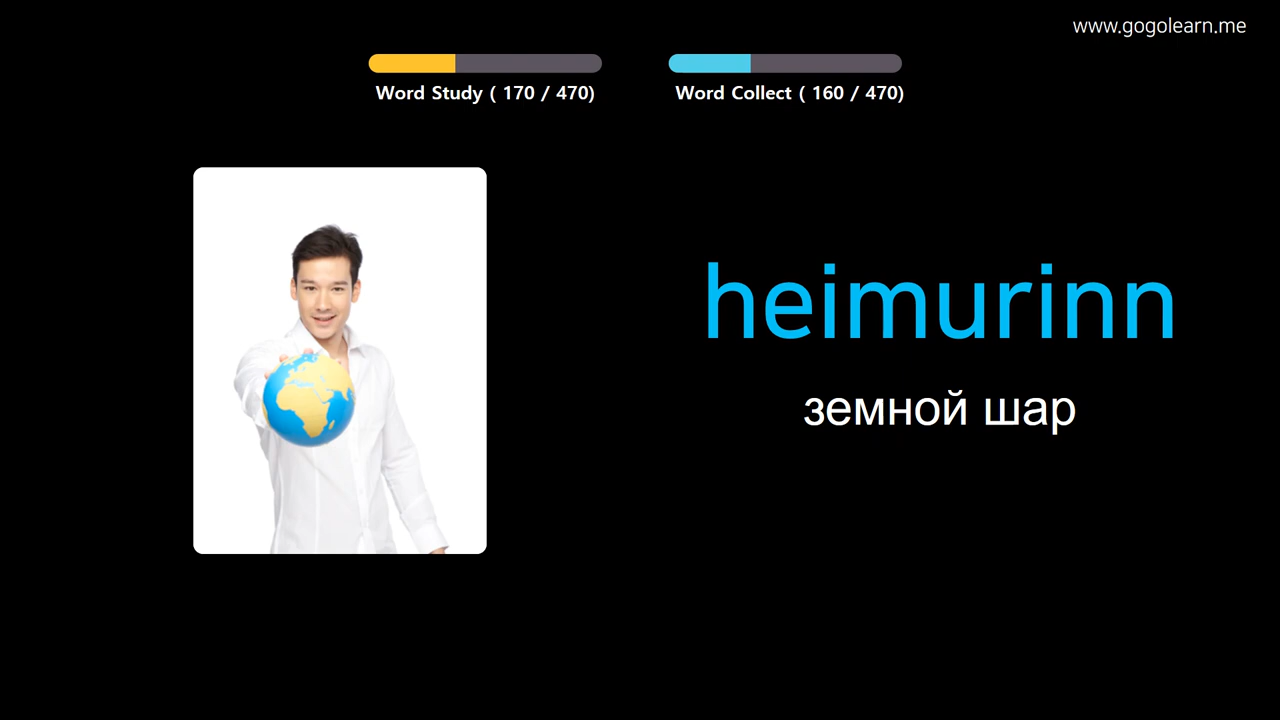 www.gogolearn.me
Word Study ( 170 / 470)
Word Collect ( 160 / 470)
heimurinn
земной шар